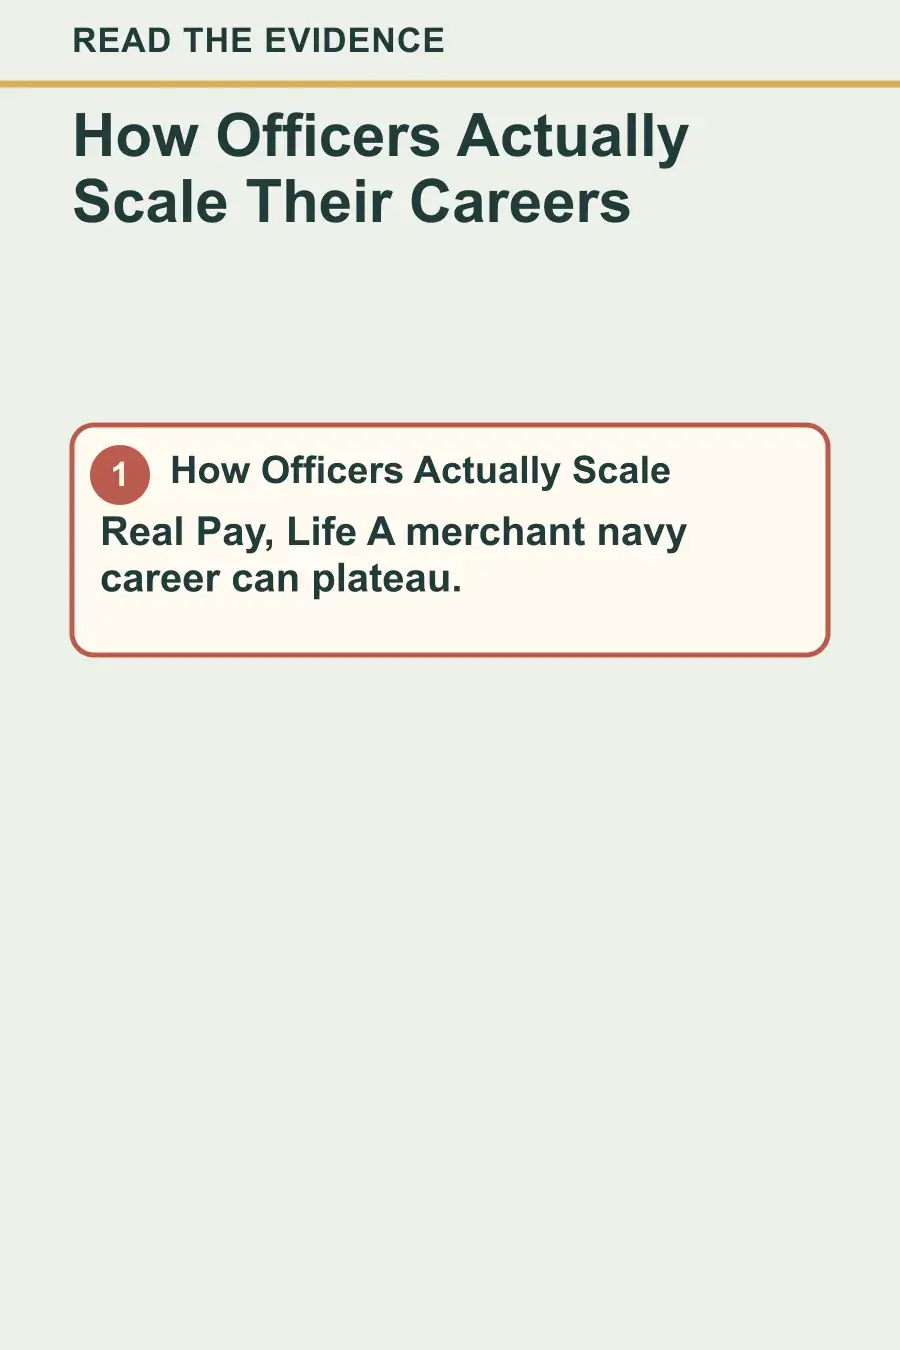 READ THE EVIDENCE
How Officers Actually
Scale Their Careers
1 How Officers Actually Scale
Real Pay, Life A merchant navy
career can plateau.